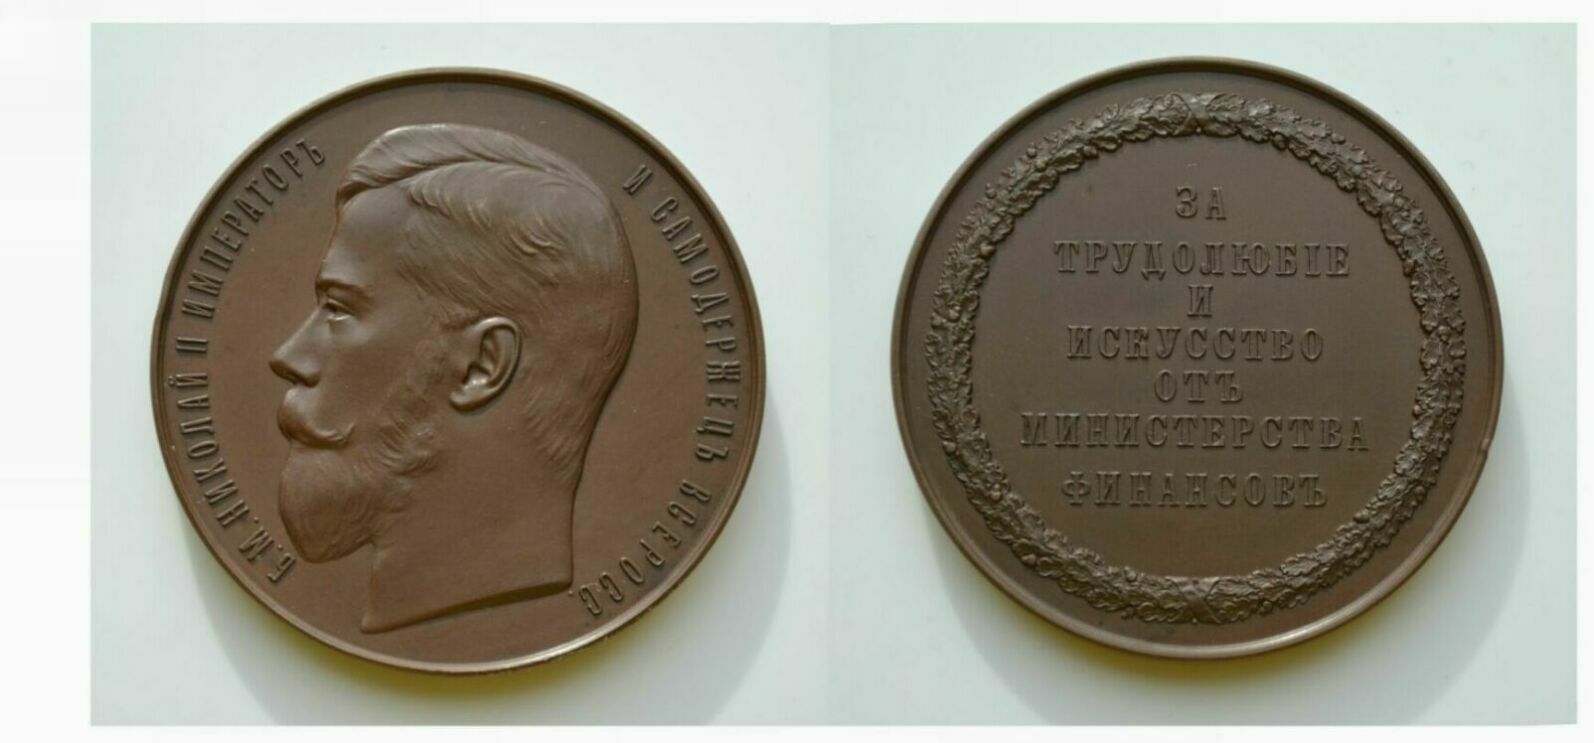 Б.М. НИКОЛАЙ II ИМПЕРАТОРЪ И САМОДЕРЖЕЦЪ ВСЕРОСС.
ЗА
ТРУДОЛЮБІЕ
И
ИСКУССТВО
ОТЪ
МИНИСТЕРСТВА
ФИНАНСОВЪ